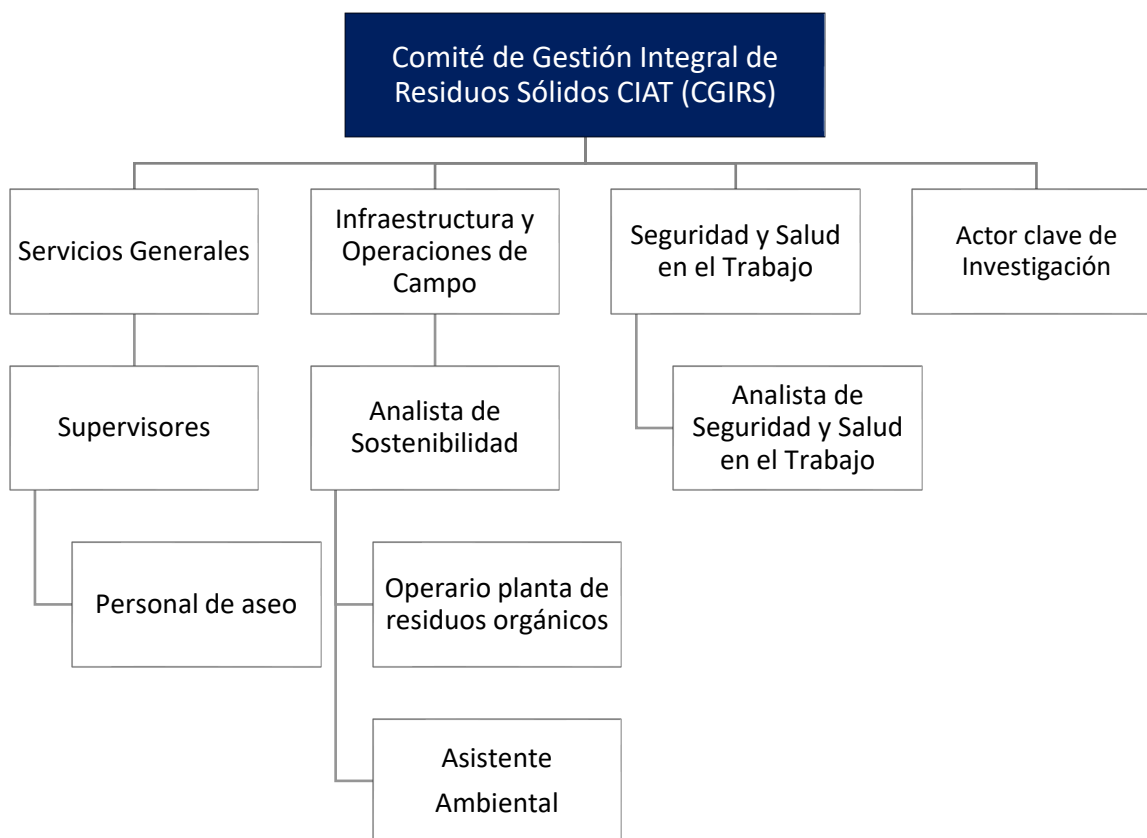 Comité de Gestión Integral de
Residuos Sólidos CIAT (CGIRS)
Servicios Generales
Infraestructura y
Operaciones de
Campo
Seguridad y Salud
en el Trabajo
Actor clave de
Investigación
Supervisores
Analista de
Sostenibilidad
Analista de
Seguridad y Salud
en el Trabajo
Personal de aseo
Operario planta de
residuos orgánicos
Asistente
Ambiental